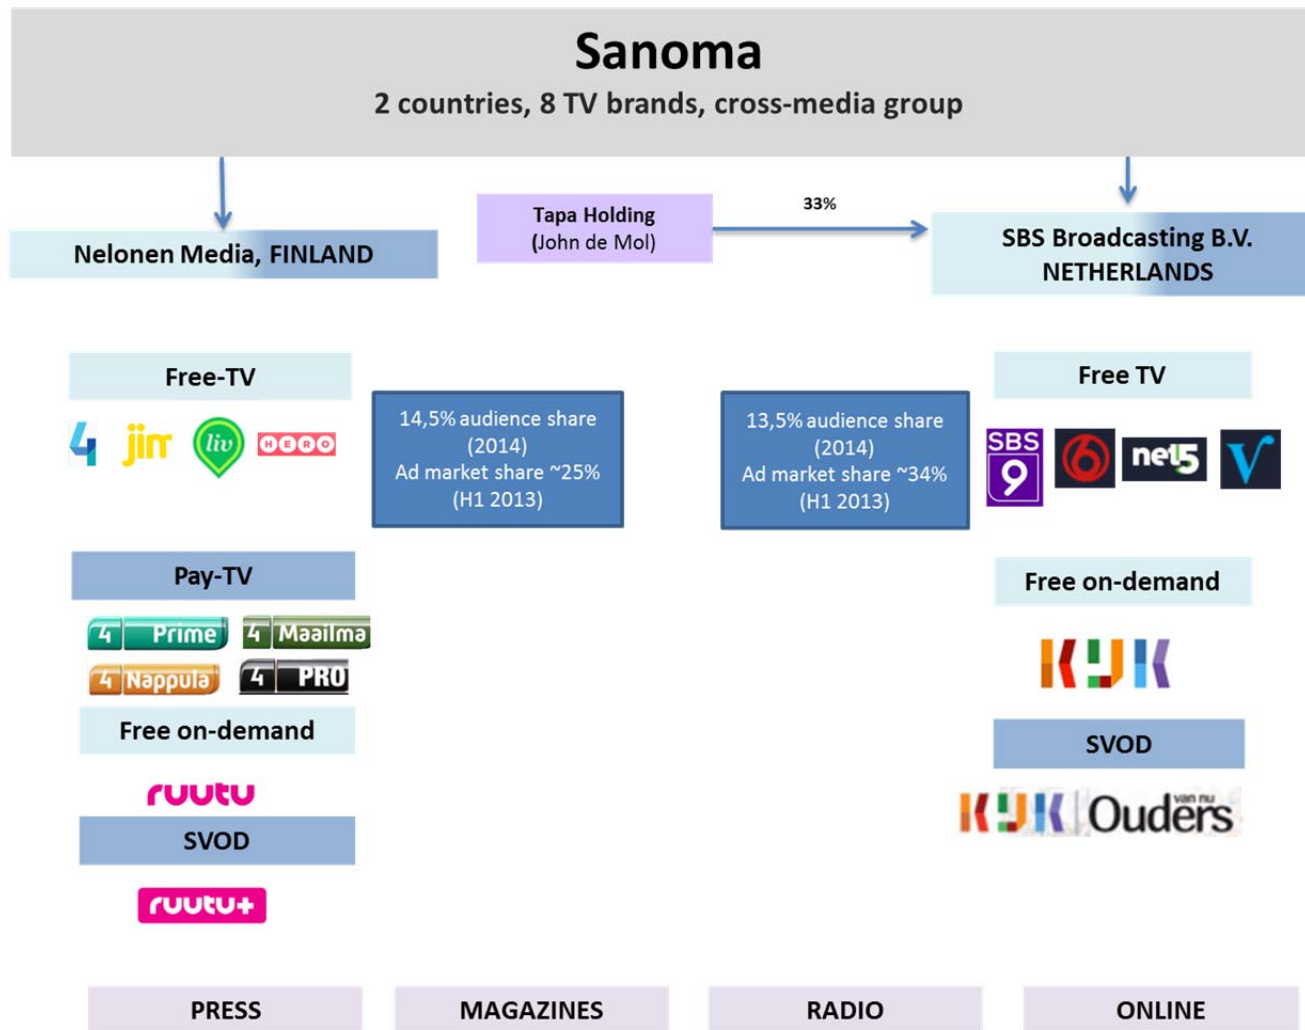 Sanoma
2 countries, 8 TV brands, cross-media group
Nelonen Media, FINLAND
Tapa Holding
(John de Mol)
33%
SBS Broadcasting B.V.
NETHERLANDS
Free-TV
4 jim liv HERO
14,5% audience share
(2014)
Ad market share ~25%
(H1 2013)
13,5% audience share
(2014)
Ad market share ~34%
(H1 2013)
Free TV
SBS
9
6 net5 V
Pay-TV
4 Prime 4 Maailma
4 Nappula 4 PRO
Free on-demand
ruutu
SVOD
ruutu+
Free on-demand
KIJK
SVOD
KIJK Ouders van nu
PRESS
MAGAZINES
RADIO
ONLINE